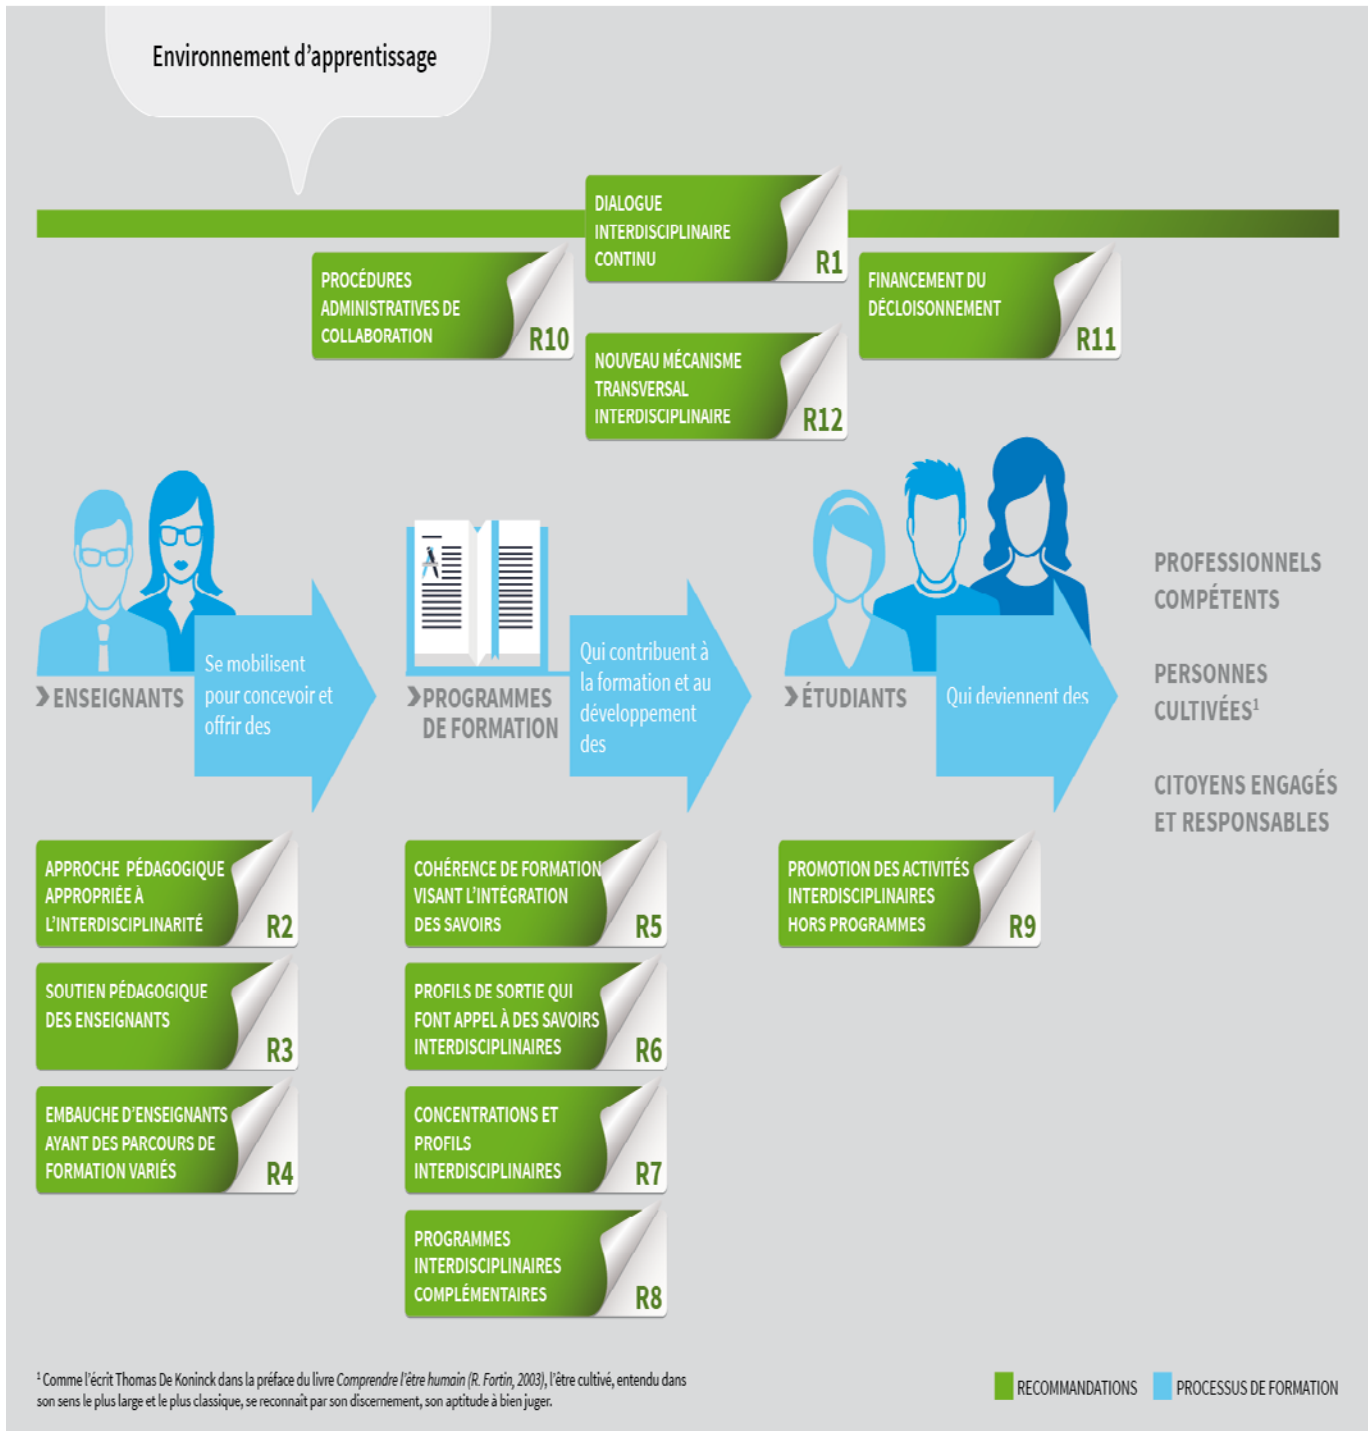 Environnement d'apprentissage
DIALOGUE
INTERDISCIPLINAIRE
CONTINU
R1
PROCÉDURES
ADMINISTRATIVES DE
COLLABORATION
R10
FINANCEMENT DU
DÉCLOISONNEMENT
R11
NOUVEAU MÉCANISME
TRANSVERSAL
INTERDISCIPLINAIRE
R12
ENSEIGNANTS
Se mobilisent
pour concevoir et
offrir des
PROGRAMMES
DE FORMATION
Qui contribuent à
la formation et au
développement
des
ÉTUDIANTS
Qui deviennent des
PROFESSIONNELS
COMPÉTENTS
PERSONNES
CULTIVÉES¹
CITOYENS ENGAGÉS
ET RESPONSABLES
APPROCHE PÉDAGOGIQUE
APPROPRIÉE À
L'INTERDISCIPLINARITÉ
R2
SOUTIEN PÉDAGOGIQUE
DES ENSEIGNANTS
R3
EMBAUCHE D'ENSEIGNANTS
AYANT DES PARCOURS DE
FORMATION VARIÉS
R4
COHÉRENCE DE FORMATION
VISANT L'INTÉGRATION
DES SAVOIRS
R5
PROFILS DE SORTIE QUI
FONT APPEL À DES SAVOIRS
INTERDISCIPLINAIRES
R6
CONCENTRATIONS ET
PROFILS
INTERDISCIPLINAIRES
R7
PROGRAMMES
INTERDISCIPLINAIRES
COMPLÉMENTAIRES
R8
PROMOTION DES ACTIVITÉS
INTERDISCIPLINAIRES
HORS PROGRAMMES
R9
¹ Comme l'écrit Thomas De Koninck dans la préface du livre Comprendre l'être humain (R. Fortin, 2003), l'être cultivé, entendu dans
son sens le plus large et le plus classique, se reconnaît par son discernement, son aptitude à bien juger.
RECOMMANDATIONS
PROCESSUS DE FORMATION